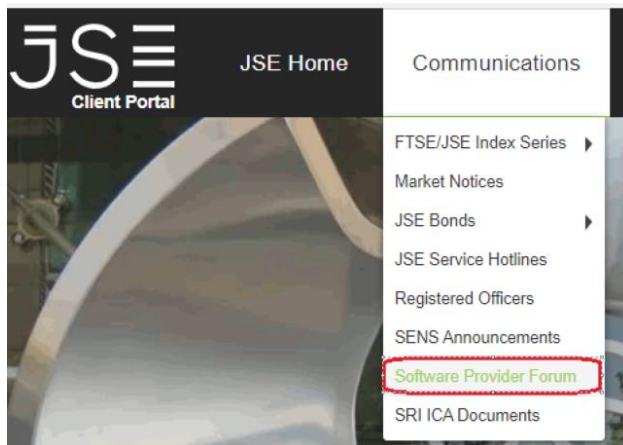 JSE
Client Portal
JSE Home
Communications
FTSE/JSE Index Series
Market Notices
JSE Bonds
JSE Service Hotlines
Registered Officers
SENS Announcements
Software Provider Forum
SRI ICA Documents